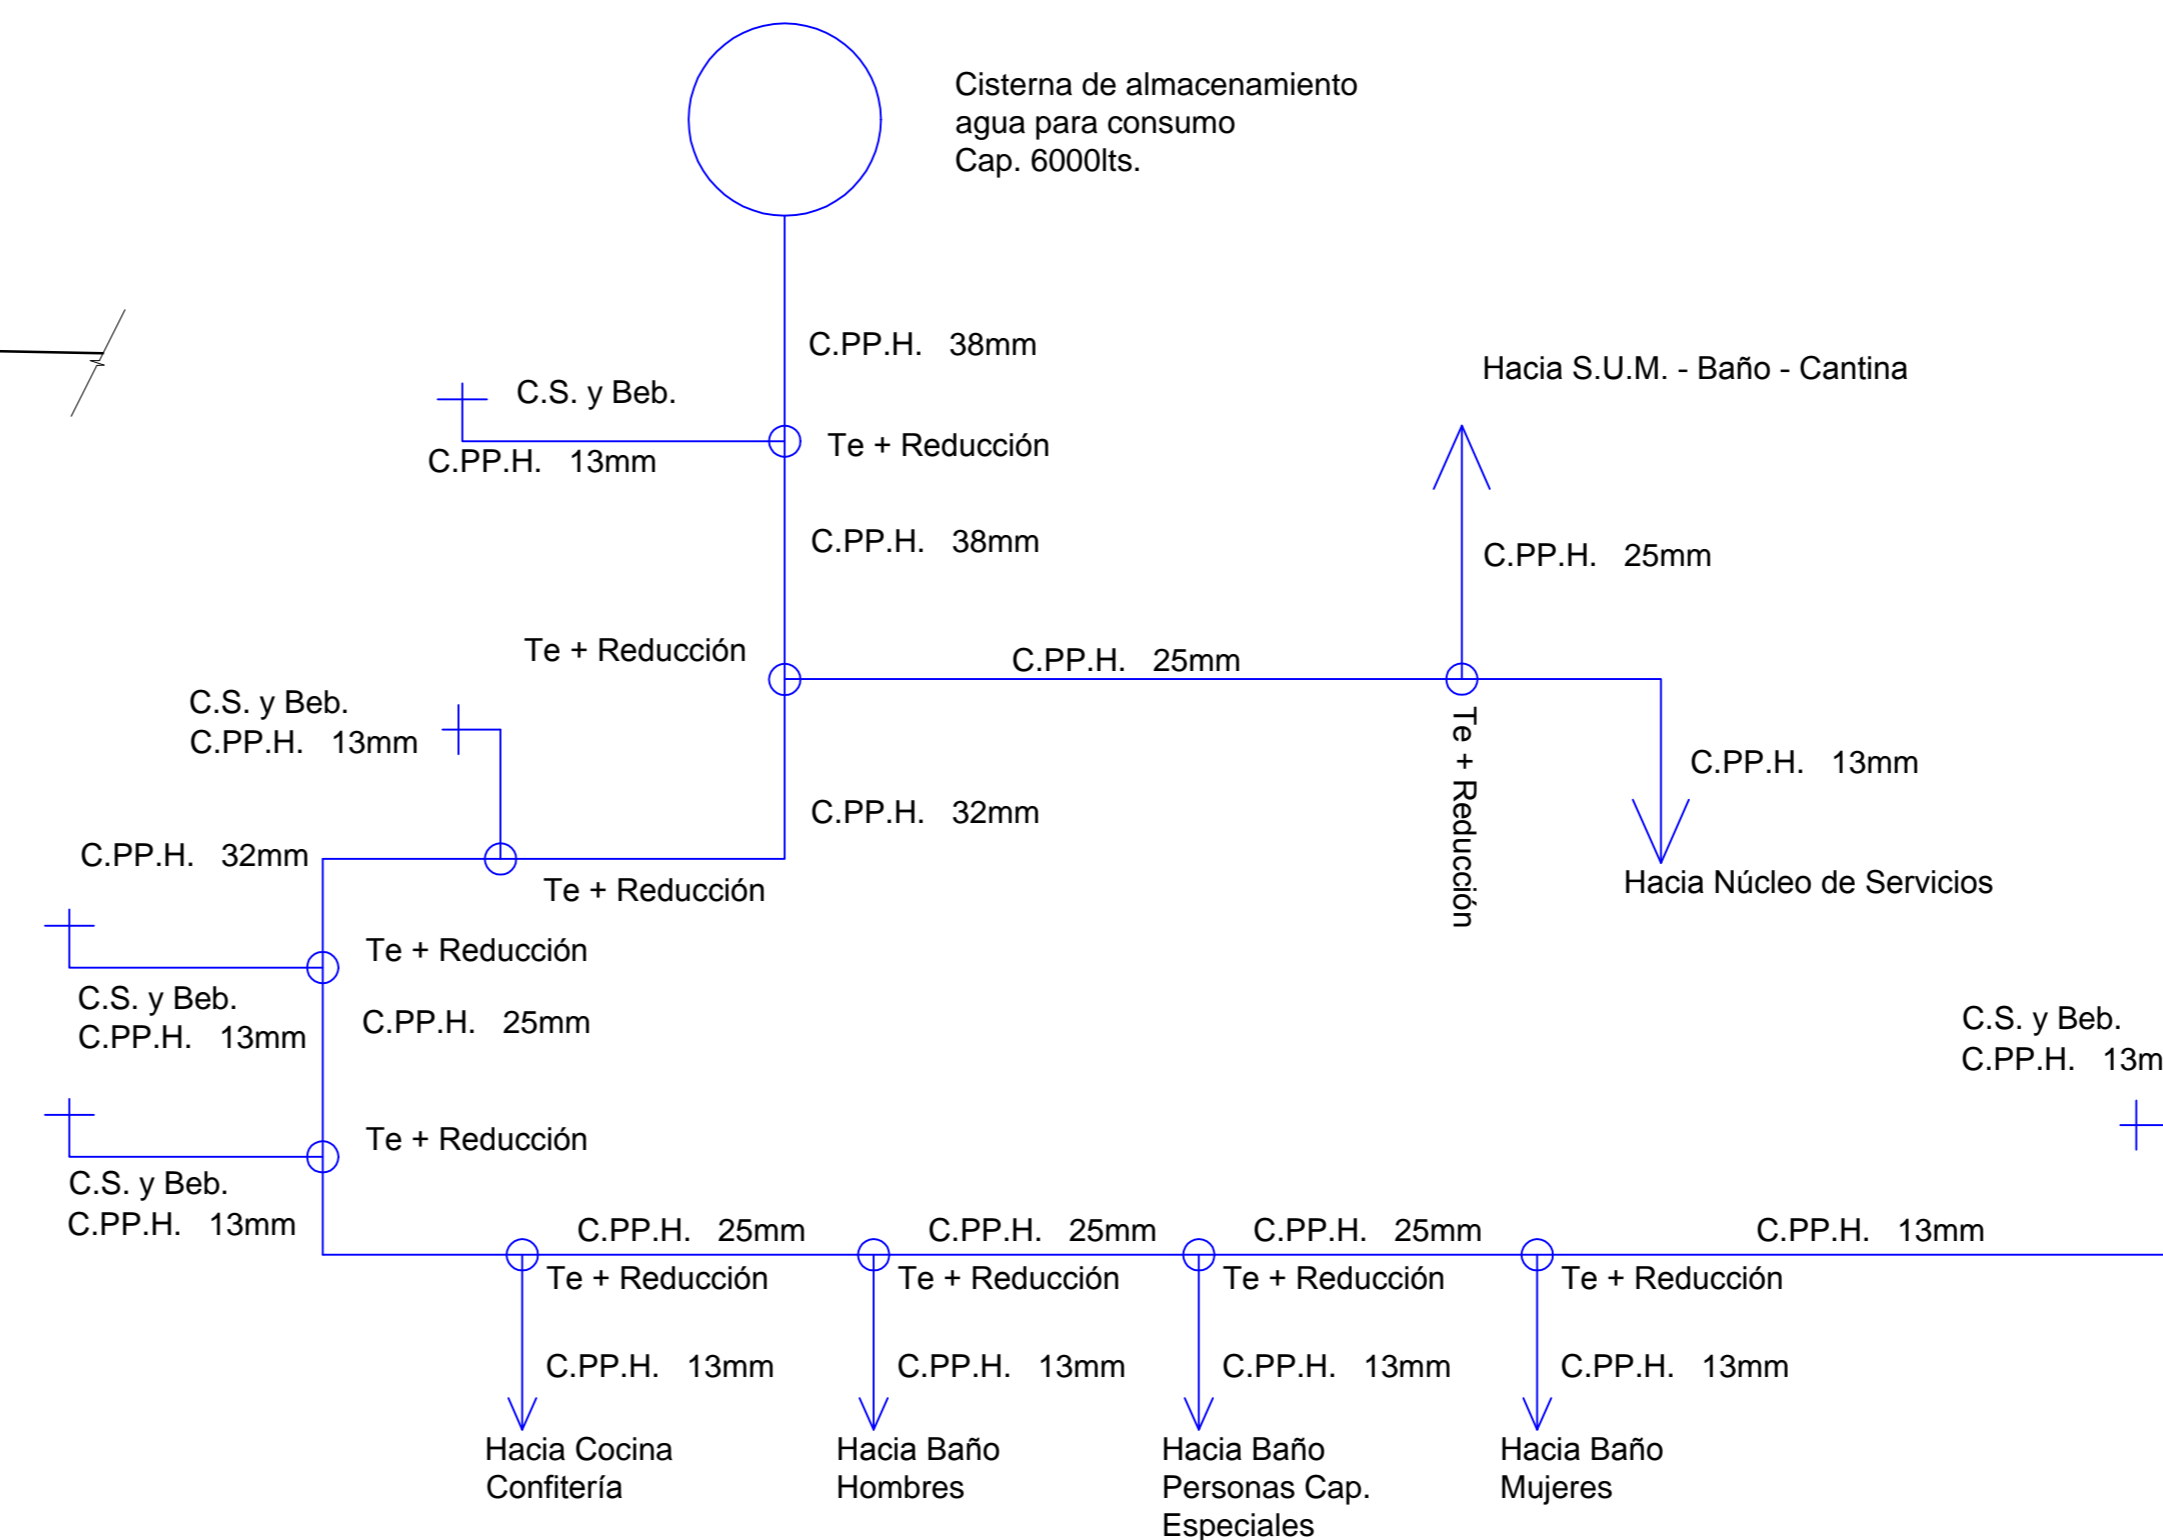 Cisterna de almacenamiento
agua para consumo
Cap. 6000lts.
C.PP.H. 38mm
Hacia S.U.M. - Baño - Cantina
C.S. y Beb.
Te + Reducción
C.PP.H. 13mm
C.PP.H. 38mm
C.PP.H. 25mm
Te + Reducción
C.PP.H. 25mm
C.S. y Beb.
C.PP.H. 13mm
Te + Reducción
C.PP.H. 13mm
C.PP.H. 32mm
C.PP.H. 32mm
Te + Reducción
Hacia Núcleo de Servicios
Te + Reducción
C.S. y Beb.
C.PP.H. 13mm
C.PP.H. 25mm
C.S. y Beb.
C.PP.H. 13m
Te + Reducción
C.S. y Beb.
C.PP.H. 13mm
C.PP.H. 25mm
C.PP.H. 25mm
C.PP.H. 25mm
C.PP.H. 13mm
Te + Reducción
Te + Reducción
Te + Reducción
Te + Reducción
C.PP.H. 13mm
C.PP.H. 13mm
C.PP.H. 13mm
C.PP.H. 13mm
Hacia Cocina
Confitería
Hacia Baño
Hombres
Hacia Baño
Personas Cap.
Especiales
Hacia Baño
Mujeres